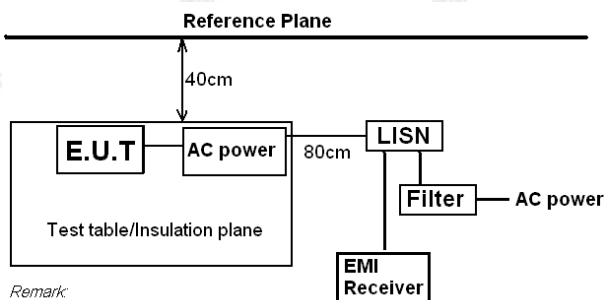 Reference Plane
40cm
E.U.T
AC power
80cm
LISN
Filter
AC power
Test table/Insulation plane
EMI
Receiver
Remark: